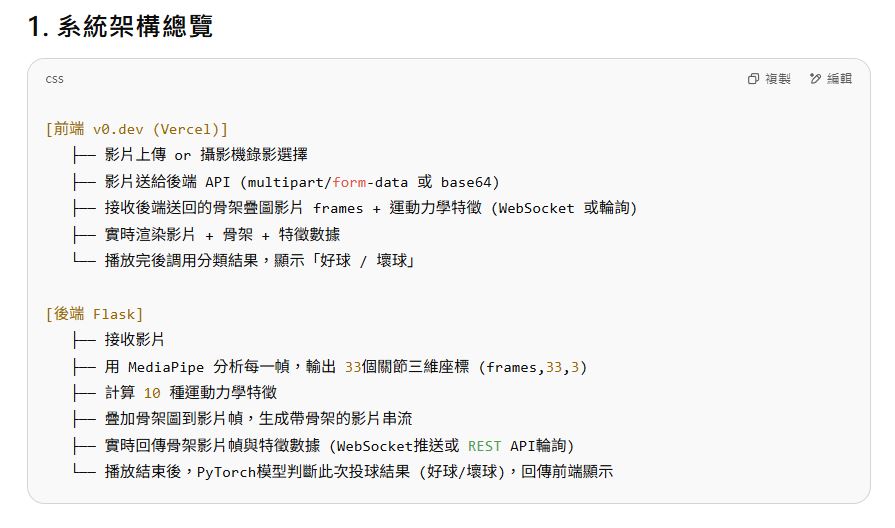 1. 系統架構總覽
css 複製 編輯
[前端 v0.dev (Vercel)]
├── 影片上傳 or 攝影機錄影選擇
├── 影片送給後端 API (multipart/form-data 或 base64)
├── 接收後端送回的骨架疊圖影片 frames + 運動力學特徵 (WebSocket 或輪詢)
├── 實時渲染影片 + 骨架 + 特徵數據
└── 播放完後調用分類結果，顯示「好球 / 壞球」
[後端 Flask]
├── 接收影片
├── 用 MediaPipe 分析每一幀，輸出 33個關節三維座標 (frames,33,3)
├── 計算 10 種運動力學特徵
├── 疊加骨架圖到影片幀，生成帶骨架的影片串流
├── 實時回傳骨架影片幀與特徵數據 (WebSocket推送或 REST API輪詢)
└── 播放結束後，PyTorch模型判斷此次投球結果 (好球/壞球)，回傳前端顯示